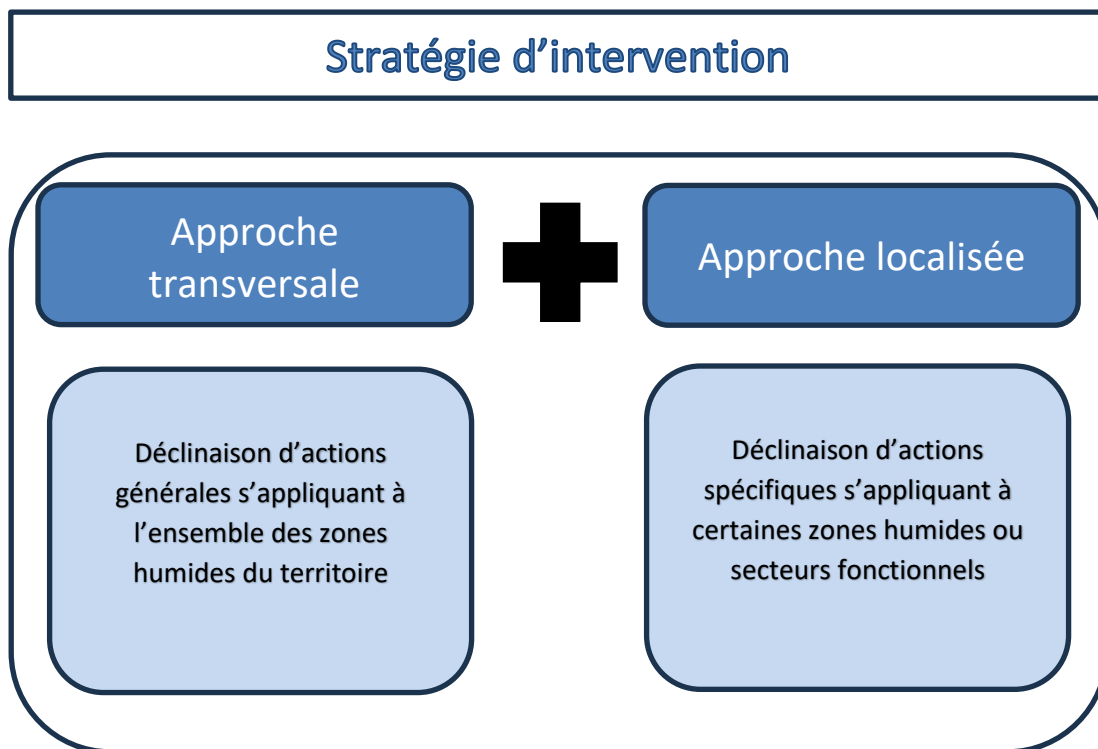 Stratégie d’intervention
Approche
transversale
Approche localisée
Déclinaison d’actions
générales s’appliquant à
l’ensemble des zones
humides du territoire
Déclinaison d’actions
spécifiques s’appliquant à
certaines zones humides ou
secteurs fonctionnels